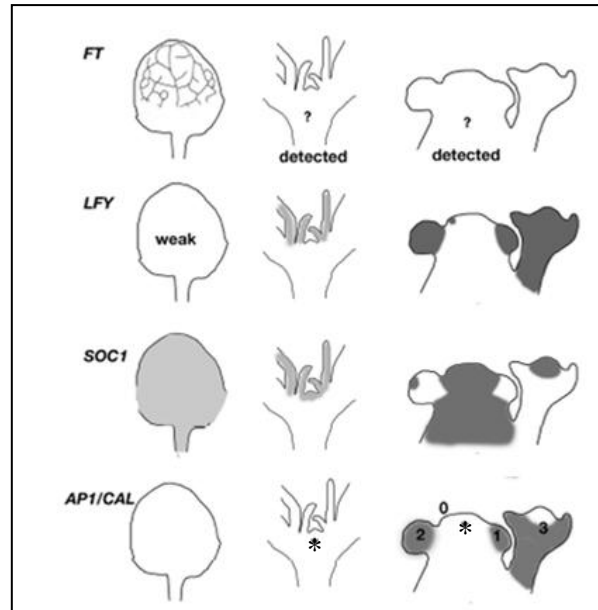 FT
? ?
detected detected
LFY
weak
SOC1
AP1/CAL
0
2 * 1 3
*